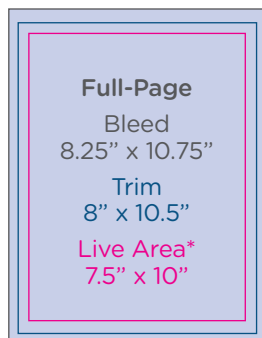 Full-Page
Bleed
8.25” x 10.75”
Trim
8” x 10.5”
Live Area*
7.5” x 10”